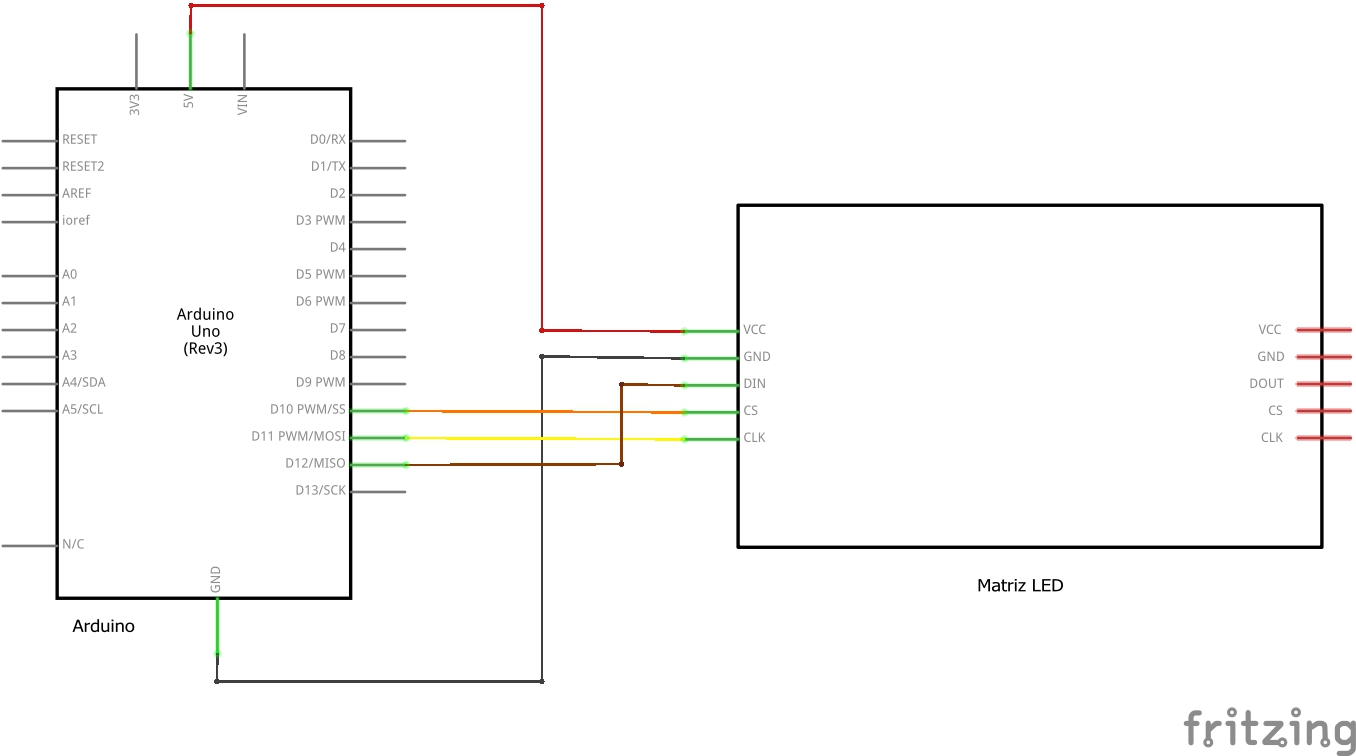 3V3
5V
VIN
RESET
RESET2
AREF
ioref
A0
A1
A2
A3
A4/SDA
A5/SCL
N/C
Arduino
Uno
(Rev3)
D0/RX
D1/TX
D2
D3 PWM
D4
D5 PWM
D6 PWM
D7
D8
D9 PWM
D10 PWM/SS
D11 PWM/MOSI
D12/MISO
D13/SCK
GND
Arduino
VCC
GND
DIN
CS
CLK
VCC
GND
DOUT
CS
CLK
Matriz LED
fritzing